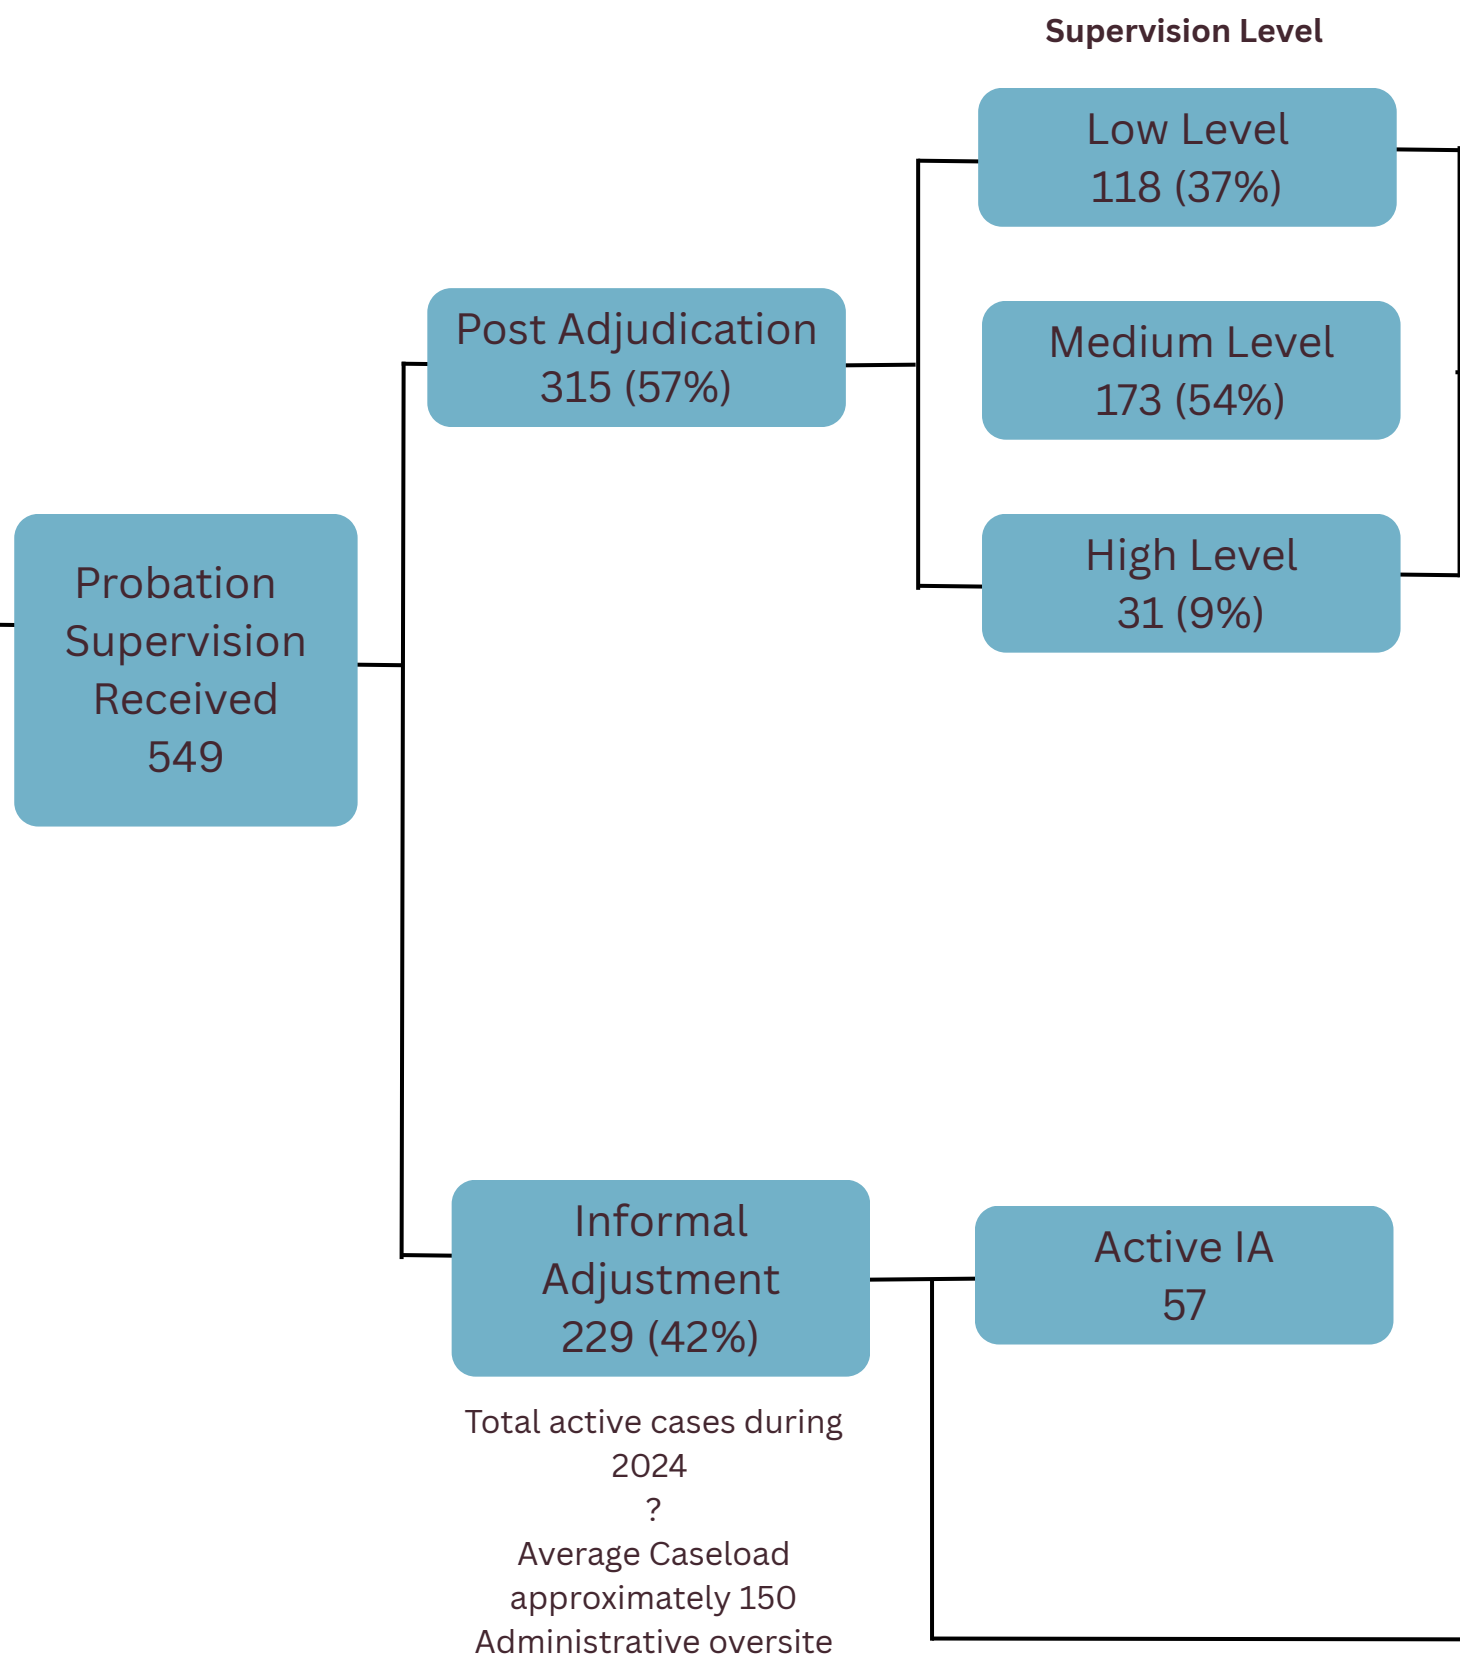 Supervision Level
Low Level
118 (37%)
Post Adjudication
315 (57%)
Medium Level
173 (54%)
High Level
31 (9%)
Probation
Supervision
Received
549
Informal
Adjustment
229 (42%)
Active IA
57
Total active cases during
2024
?
Average Caseload
approximately 150
Administrative oversite